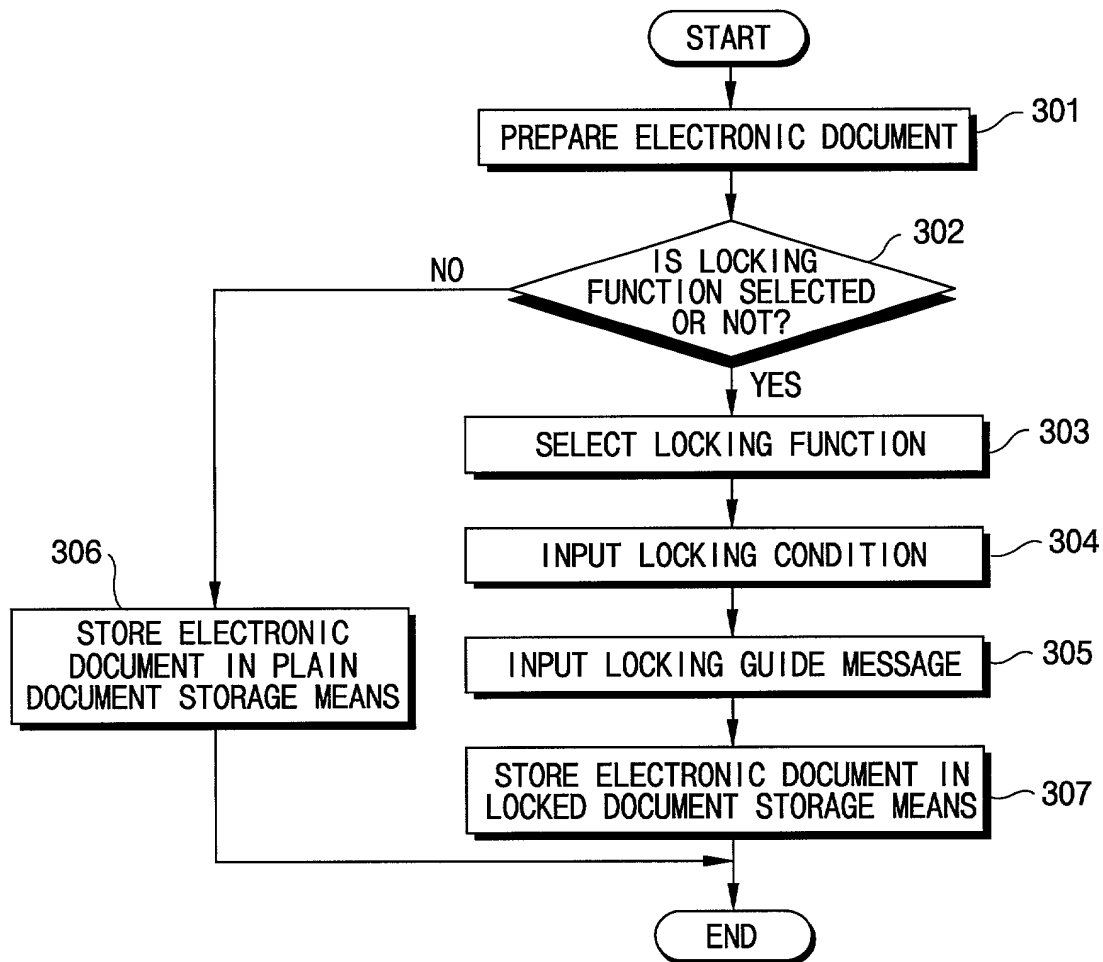 START
PREPARE ELECTRONIC DOCUMENT
301
302
IS LOCKING
FUNCTION SELECTED
OR NOT?
NO
YES
SELECT LOCKING FUNCTION
303
INPUT LOCKING CONDITION
304
306
STORE ELECTRONIC
DOCUMENT IN PLAIN
DOCUMENT STORAGE MEANS
INPUT LOCKING GUIDE MESSAGE
305
STORE ELECTRONIC DOCUMENT IN
LOCKED DOCUMENT STORAGE MEANS
307
END